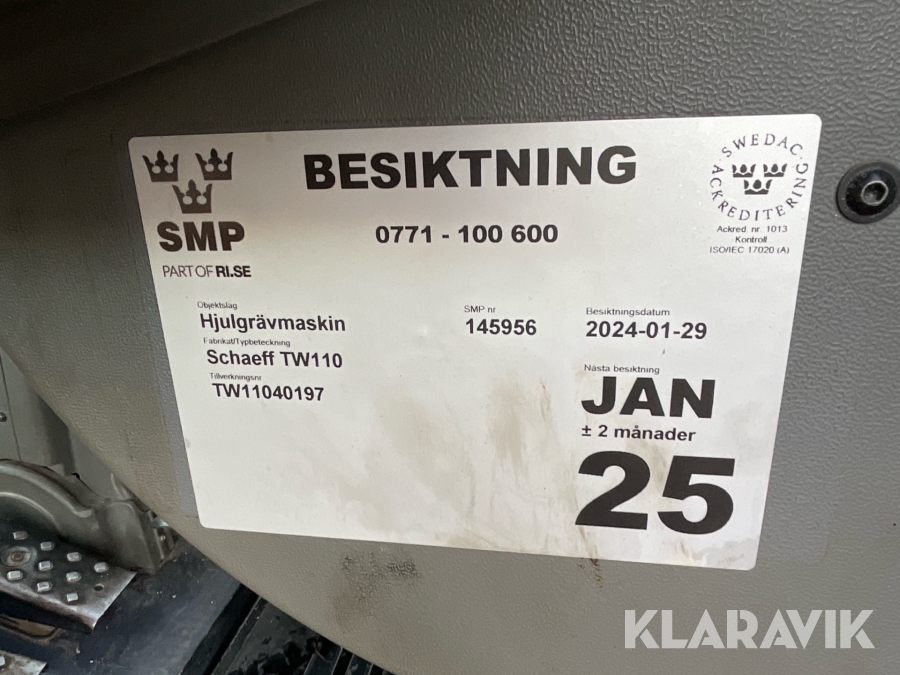 BESIKTNING
0771 - 100 600
SMP
PART OF RI.SE
SWEDAC
ACKREDITERING
Ackred. nr. 1013
Kontroll
ISO/IEC 17020 (A)
Objektslag
Hjulgrävmaskin
Fabrikat/Typbeteckning
Schaeff TW110
Tillverkningsnr
TW11040197
SMP nr
145956
Besiktningsdatum
2024-01-29
Nästa besiktning
JAN
± 2 månader
25
KLARAVIK